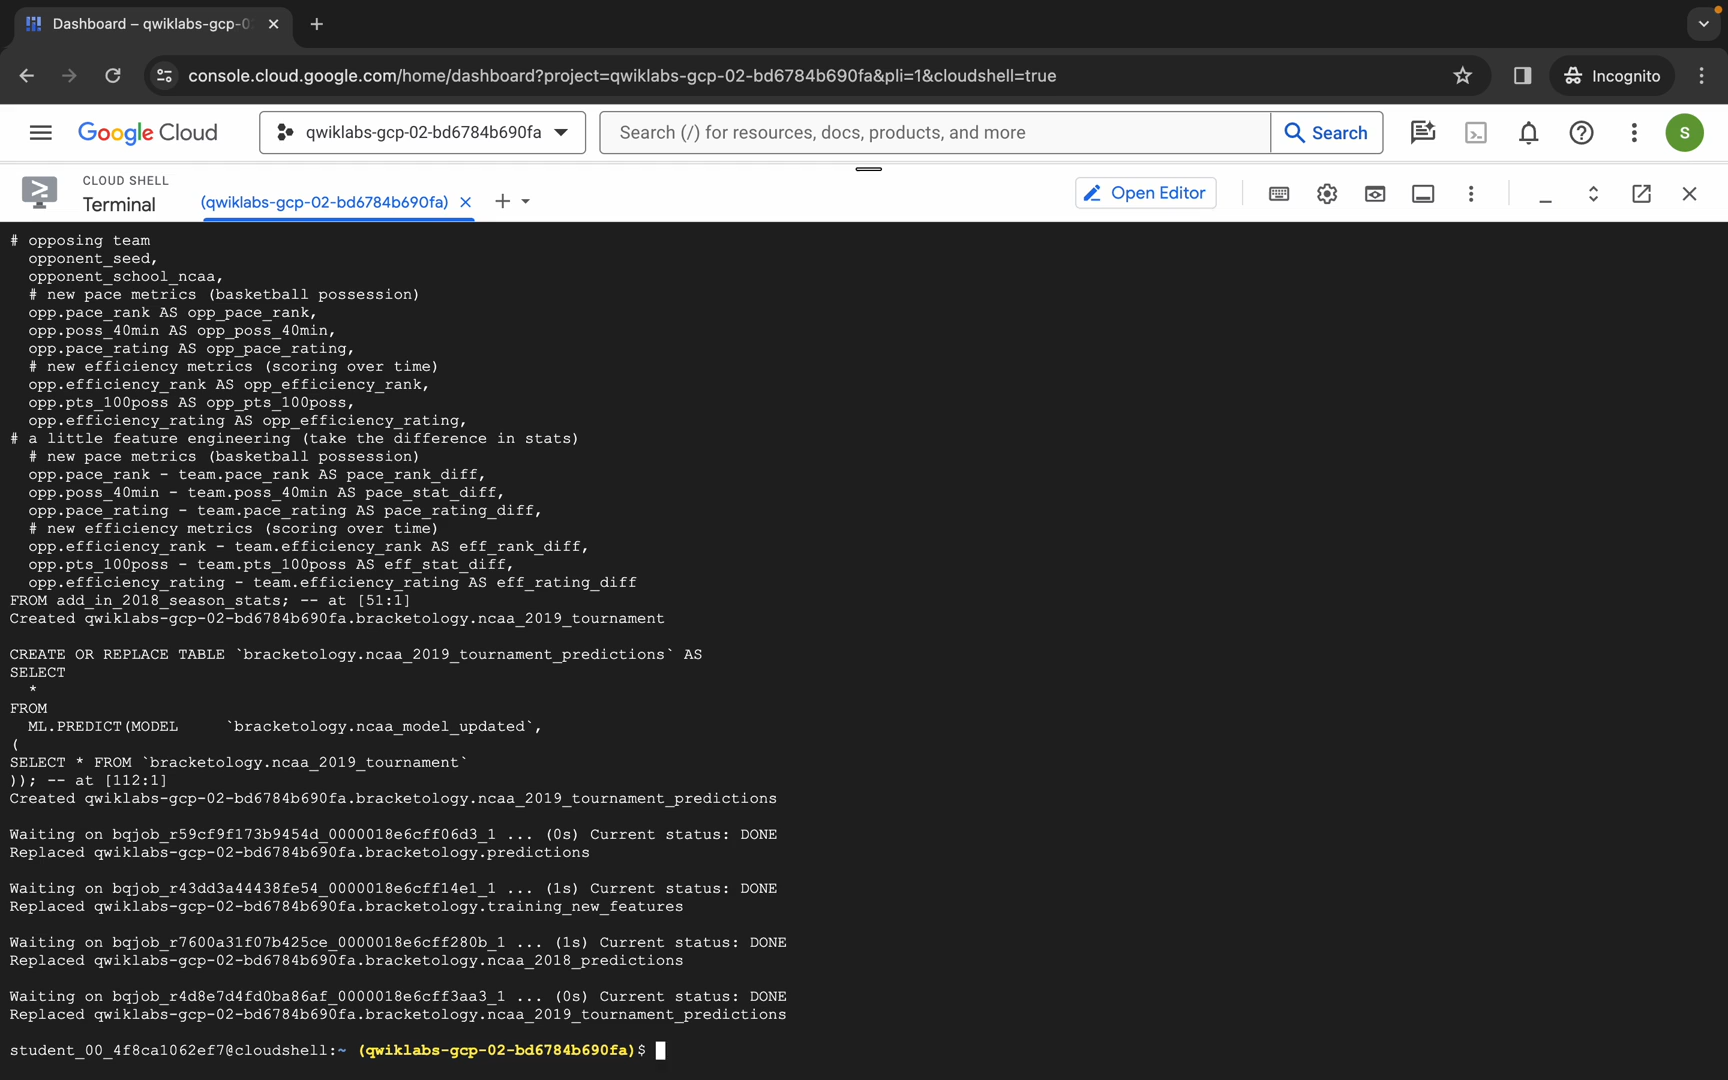 Dashboard – qwiklabs-gcp-0
console.cloud.google.com/home/dashboard?project=qwiklabs-gcp-02-bd6784b690fa&pli=1&cloudshell=true
Incognito
Google Cloud
qwiklabs-gcp-02-bd6784b690fa
Search (/) for resources, docs, products, and more
Search
S
CLOUD SHELL
Terminal
(qwiklabs-gcp-02-bd6784b690fa)
Open Editor
# opposing team
  opponent_seed,
  opponent_school_ncaa,
  # new pace metrics (basketball possession)
  opp.pace_rank AS opp_pace_rank,
  opp.poss_40min AS opp_poss_40min,
  opp.pace_rating AS opp_pace_rating,
  # new efficiency metrics (scoring over time)
  opp.efficiency_rank AS opp_efficiency_rank,
  opp.pts_100poss AS opp_pts_100poss,
  opp.efficiency_rating AS opp_efficiency_rating,
# a little feature engineering (take the difference in stats)
  # new pace metrics (basketball possession)
  opp.pace_rank - team.pace_rank AS pace_rank_diff,
  opp.poss_40min - team.poss_40min AS pace_stat_diff,
  opp.pace_rating - team.pace_rating AS pace_rating_diff,
  # new efficiency metrics (scoring over time)
  opp.efficiency_rank - team.efficiency_rank AS eff_rank_diff,
  opp.pts_100poss - team.pts_100poss AS eff_stat_diff,
  opp.efficiency_rating - team.efficiency_rating AS eff_rating_diff
FROM add_in_2018_season_stats; -- at [51:1]
Created qwiklabs-gcp-02-bd6784b690fa.bracketology.ncaa_2019_tournament
CREATE OR REPLACE TABLE `bracketology.ncaa_2019_tournament_predictions` AS
SELECT
  *
FROM
  ML.PREDICT(MODEL     `bracketology.ncaa_model_updated`,
(
SELECT * FROM `bracketology.ncaa_2019_tournament`
)); -- at [112:1]
Created qwiklabs-gcp-02-bd6784b690fa.bracketology.ncaa_2019_tournament_predictions
Waiting on bqjob_r59cf9f173b9454d_0000018e6cff06d3_1 ... (0s) Current status: DONE
Replaced qwiklabs-gcp-02-bd6784b690fa.bracketology.predictions
Waiting on bqjob_r43dd3a44438fe54_0000018e6cff14e1_1 ... (1s) Current status: DONE
Replaced qwiklabs-gcp-02-bd6784b690fa.bracketology.training_new_features
Waiting on bqjob_r7600a31f07b425ce_0000018e6cff280b_1 ... (1s) Current status: DONE
Replaced qwiklabs-gcp-02-bd6784b690fa.bracketology.ncaa_2018_predictions
Waiting on bqjob_r4d8e7d4fd0ba86af_0000018e6cff3aa3_1 ... (0s) Current status: DONE
Replaced qwiklabs-gcp-02-bd6784b690fa.bracketology.ncaa_2019_tournament_predictions
student_00_4f8ca1062ef7@cloudshell:~ (qwiklabs-gcp-02-bd6784b690fa)$